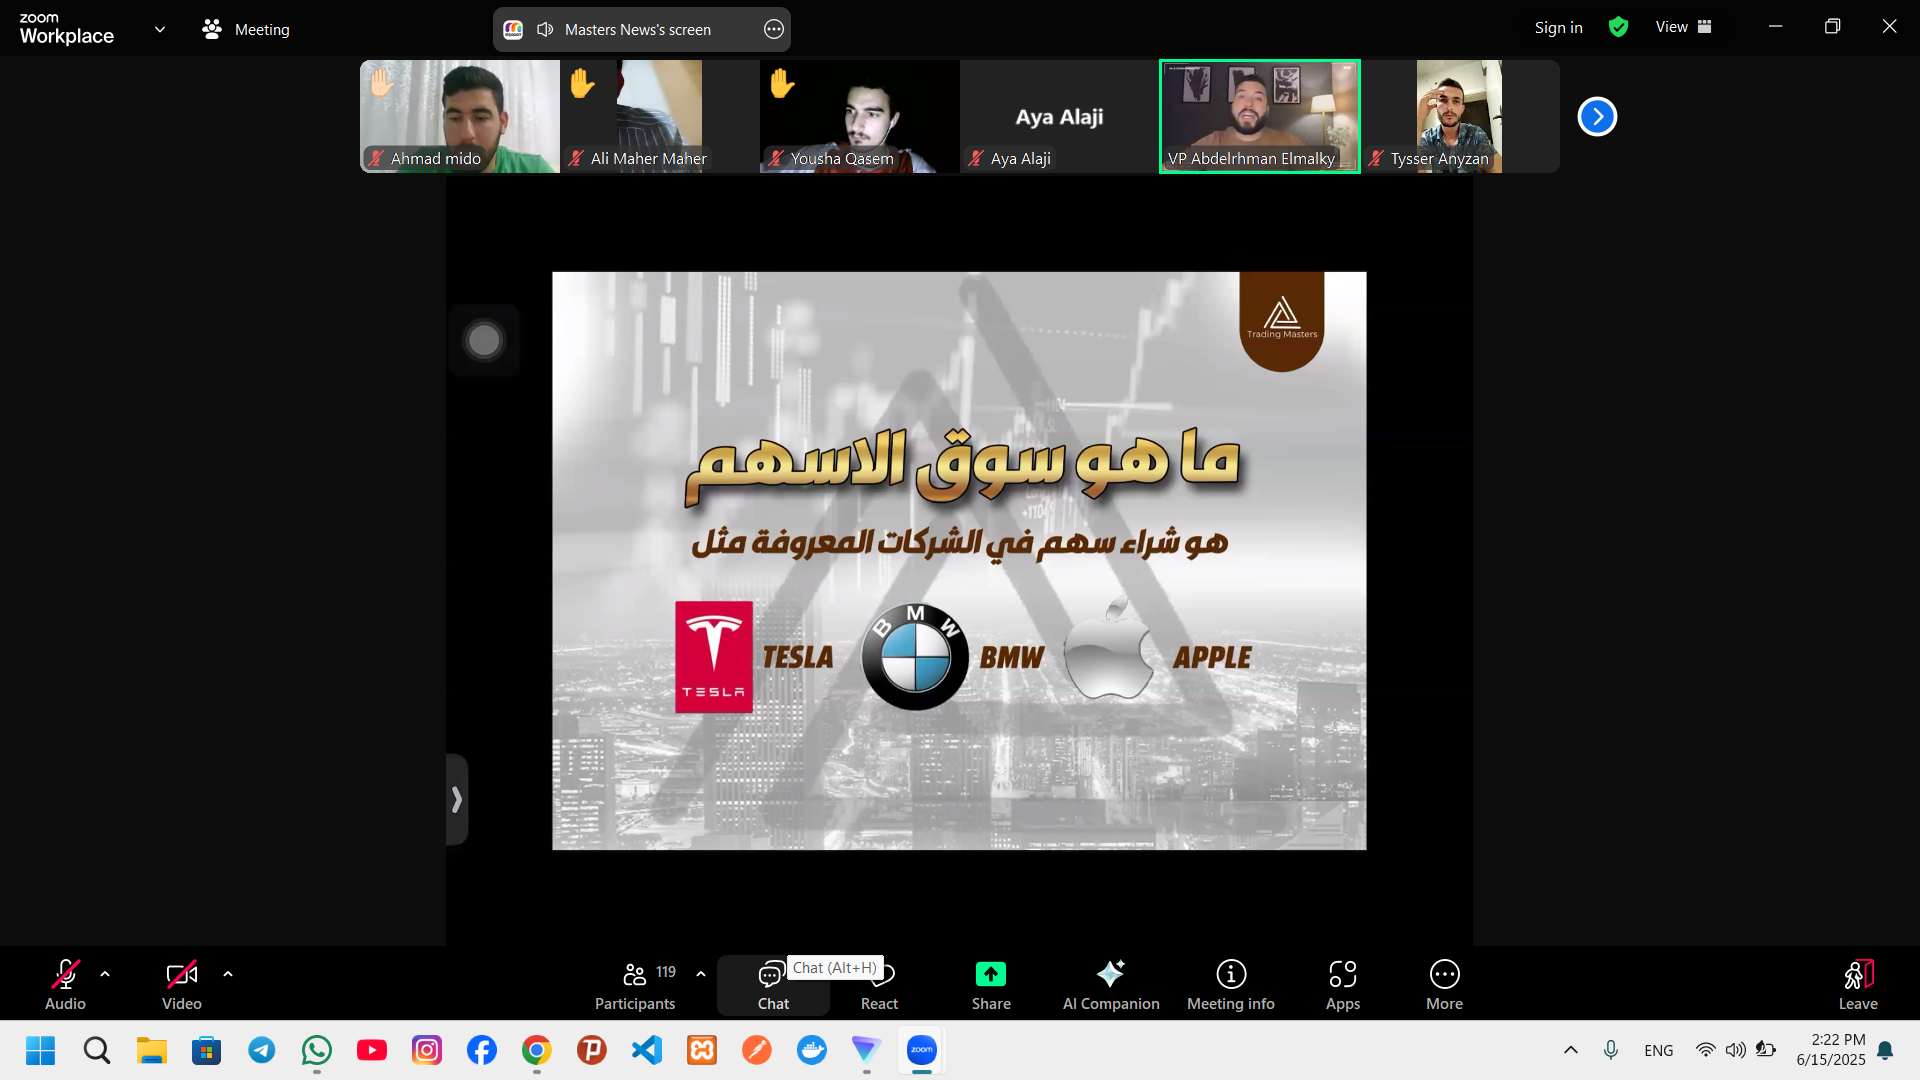 zoom
Workplace
Meeting
Masters News's screen
Sign in
View
Ahmad mido
Ali Maher Maher
Yousha Qasem
Aya Alaji
Aya Alaji
VP Abdelrhman Elmalky
Tysser Anyzan
Trading Masters
ما هو سوق الاسهم
هو شراء سهم في الشركات المعروفة مثل
TESLA
TESLA
BMW
BMW
APPLE
Audio
Video
Participants
119
Chat
Chat (Alt+H)
React
Share
AI Companion
Meeting info
Apps
More
Leave
zoom
ENG
2:22 PM
6/15/2025